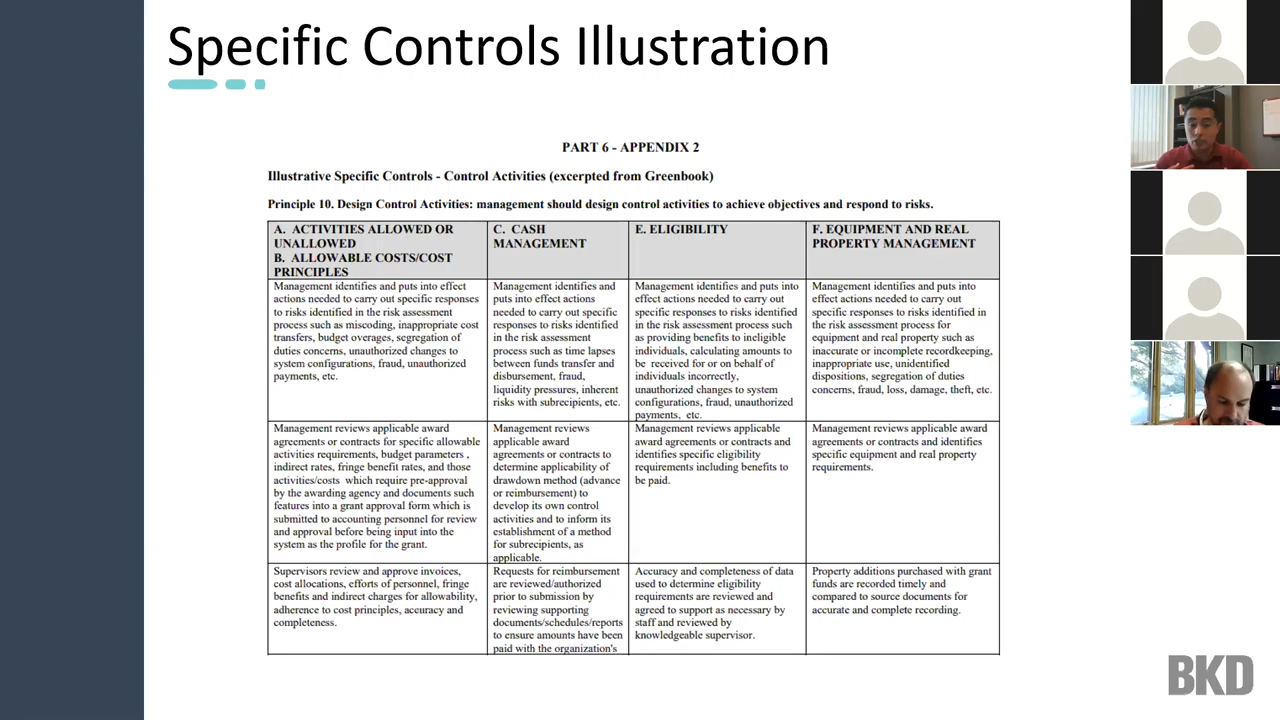 Specific Controls Illustration
PART 6 - APPENDIX 2
Illustrative Specific Controls - Control Activities (excerpted from Greenbook)
Principle 10. Design Control Activities: management should design control activities to achieve objectives and respond to risks.
A. ACTIVITIES ALLOWED OR
UNALLOWED
B. ALLOWABLE COSTS/COST
PRINCIPLES
C. CASH
MANAGEMENT
E. ELIGIBILITY
F. EQUIPMENT AND REAL
PROPERTY MANAGEMENT
Management identifies and puts into effect
actions needed to carry out specific responses
to risks identified in the risk assessment
process such as miscoding, inappropriate cost
transfers, budget overages, segregation of
duties concerns, unauthorized changes to
system configurations, fraud, unauthorized
payments, etc.
Management identifies and
puts into effect actions
needed to carry out specific
responses to risks identified
in the risk assessment
process such as time lapses
between funds transfer and
disbursement, fraud,
liquidity pressures, inherent
risks with subrecipients, etc.
Management identifies and puts into
effect actions needed to carry out
specific responses to risks identified
in the risk assessment process such
as providing benefits to ineligible
individuals, calculating amounts to
be received for or on behalf of
individuals incorrectly,
unauthorized changes to system
configurations, fraud, unauthorized
payments, etc.
Management identifies and puts into
effect actions needed to carry out
specific responses to risks identified in
the risk assessment process for
equipment and real property such as
inaccurate or incomplete recordkeeping,
inappropriate use, unidentified
dispositions, segregation of duties
concerns, fraud, loss, damage, theft, etc.
Management reviews applicable award
agreements or contracts for specific allowable
activities requirements, budget parameters ,
indirect rates, fringe benefit rates, and those
activities/costs which require pre-approval
by the awarding agency and documents such
features into a grant approval form which is
submitted to accounting personnel for review
and approval before being input into the
system as the profile for the grant.
Management reviews
applicable award
agreements or contracts to
determine applicability of
drawdown method (advance
or reimbursement) to
develop its own control
activities and to inform its
establishment of a method
for subrecipients, as
applicable.
Management reviews applicable
award agreements or contracts and
identifies specific eligibility
requirements including benefits to
be paid.
Management reviews applicable award
agreements or contracts and identifies
specific equipment and real property
requirements.
Supervisors review and approve invoices,
cost allocations, efforts of personnel, fringe
benefits and indirect charges for allowability,
adherence to cost principles, accuracy and
completeness.
Requests for reimbursement
are reviewed/authorized
prior to submission by
reviewing supporting
documents/schedules/reports
to ensure amounts have been
paid with the organization's
Accuracy and completeness of data
used to determine eligibility
requirements are reviewed and
agreed to support as necessary by
staff and reviewed by
knowledgeable supervisor.
Property additions purchased with grant
funds are recorded timely and
compared to source documents for
accurate and complete recording.
BKD